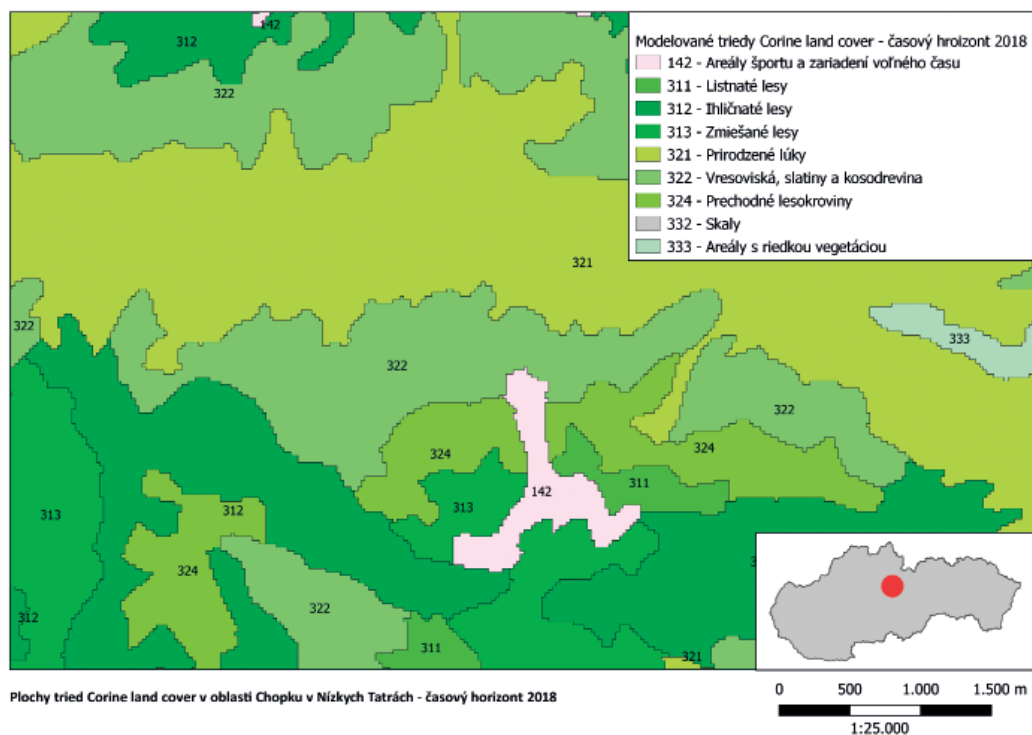 142
312
322
Modelované triedy Corine land cover - časový hroizont 2018
142 - Areály športu a zariadení voľného času
311 - Listnaté lesy
312 - Ihličnaté lesy
313 - Zmiešané lesy
321 - Prirodzené lúky
322 - Vresoviská, slatiny a kosodrevina
324 - Prechodné lesokroviny
332 - Skaly
333 - Areály s riedkou vegetáciou
321
322
333
322
322
324
324
311
142
313
312
313
324
322
312
311
321
Plochy tried Corine land cover v oblasti Chopku v Nízkych Tatrách - časový horizont 2018
0 500 1.000 1.500 m
1:25.000